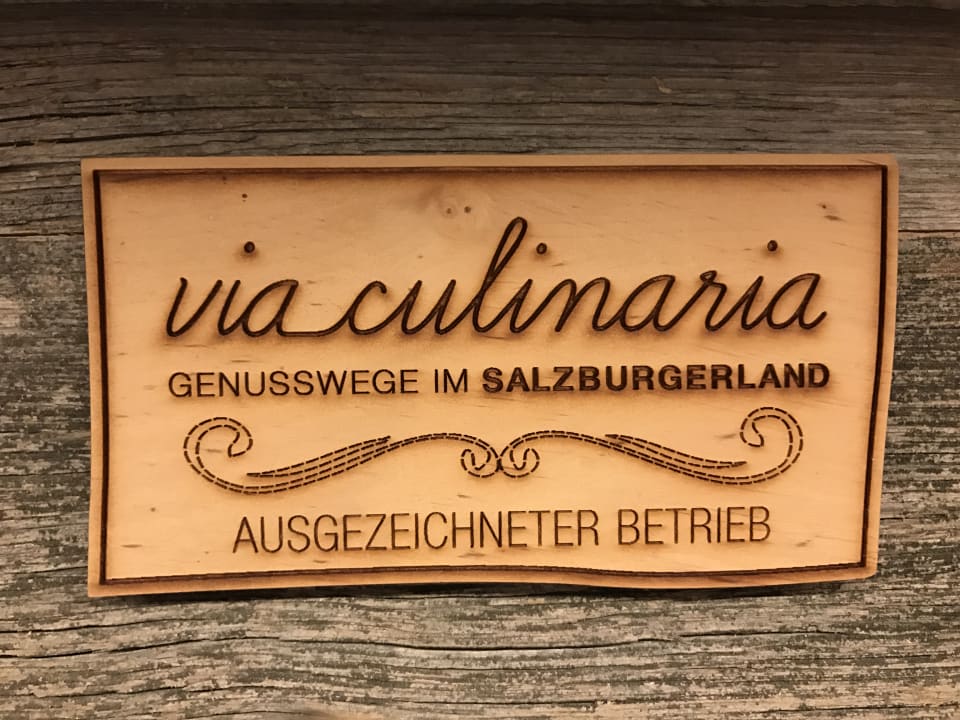 via culinaria
GENUSSWEGE IM SALZBURGERLAND
AUSGEZEICHNETER BETRIEB